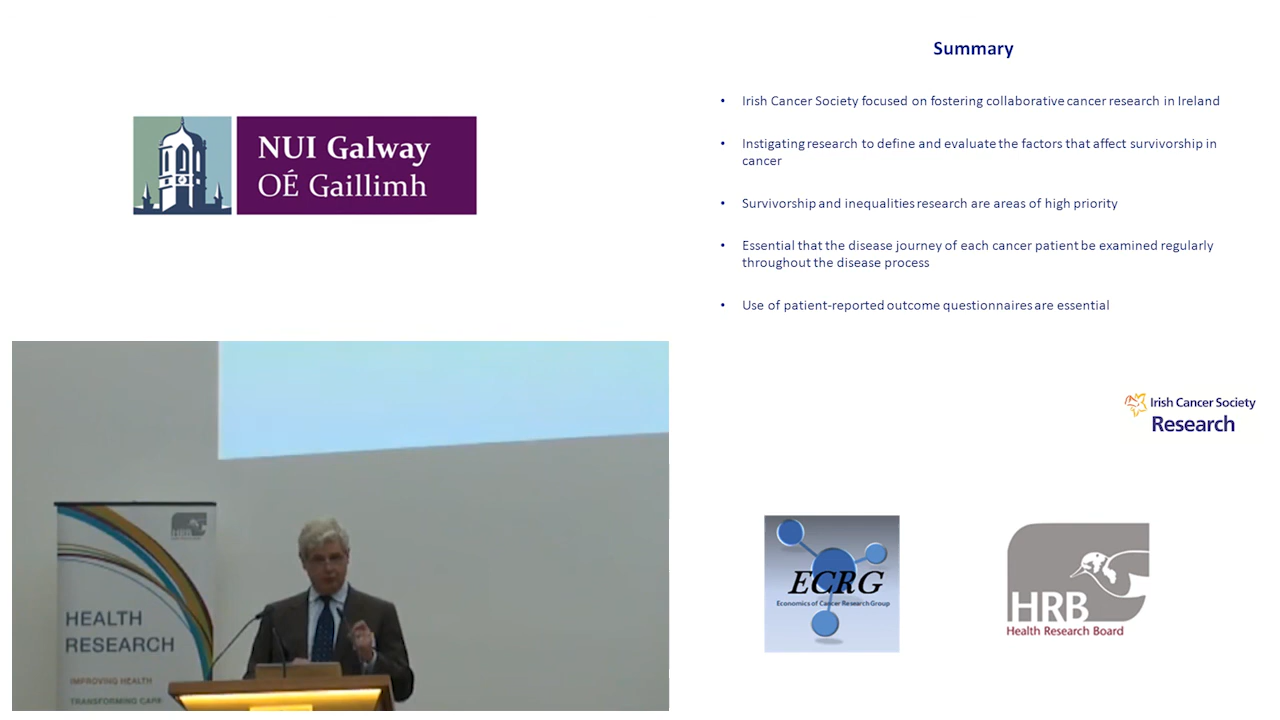 NUI Galway
OÉ Gaillimh
Summary
• Irish Cancer Society focused on fostering collaborative cancer research in Ireland
• Instigating research to define and evaluate the factors that affect survivorship in
cancer
• Survivorship and inequalities research are areas of high priority
• Essential that the disease journey of each cancer patient be examined regularly
throughout the disease process
• Use of patient-reported outcome questionnaires are essential
Irish Cancer Society
Research
HRB
HEALTH
RESEARCH
IMPROVING HEALTH
TRANSFORMING CARE
ECRG
Economics of Cancer Research Group
HRB
Health Research Board